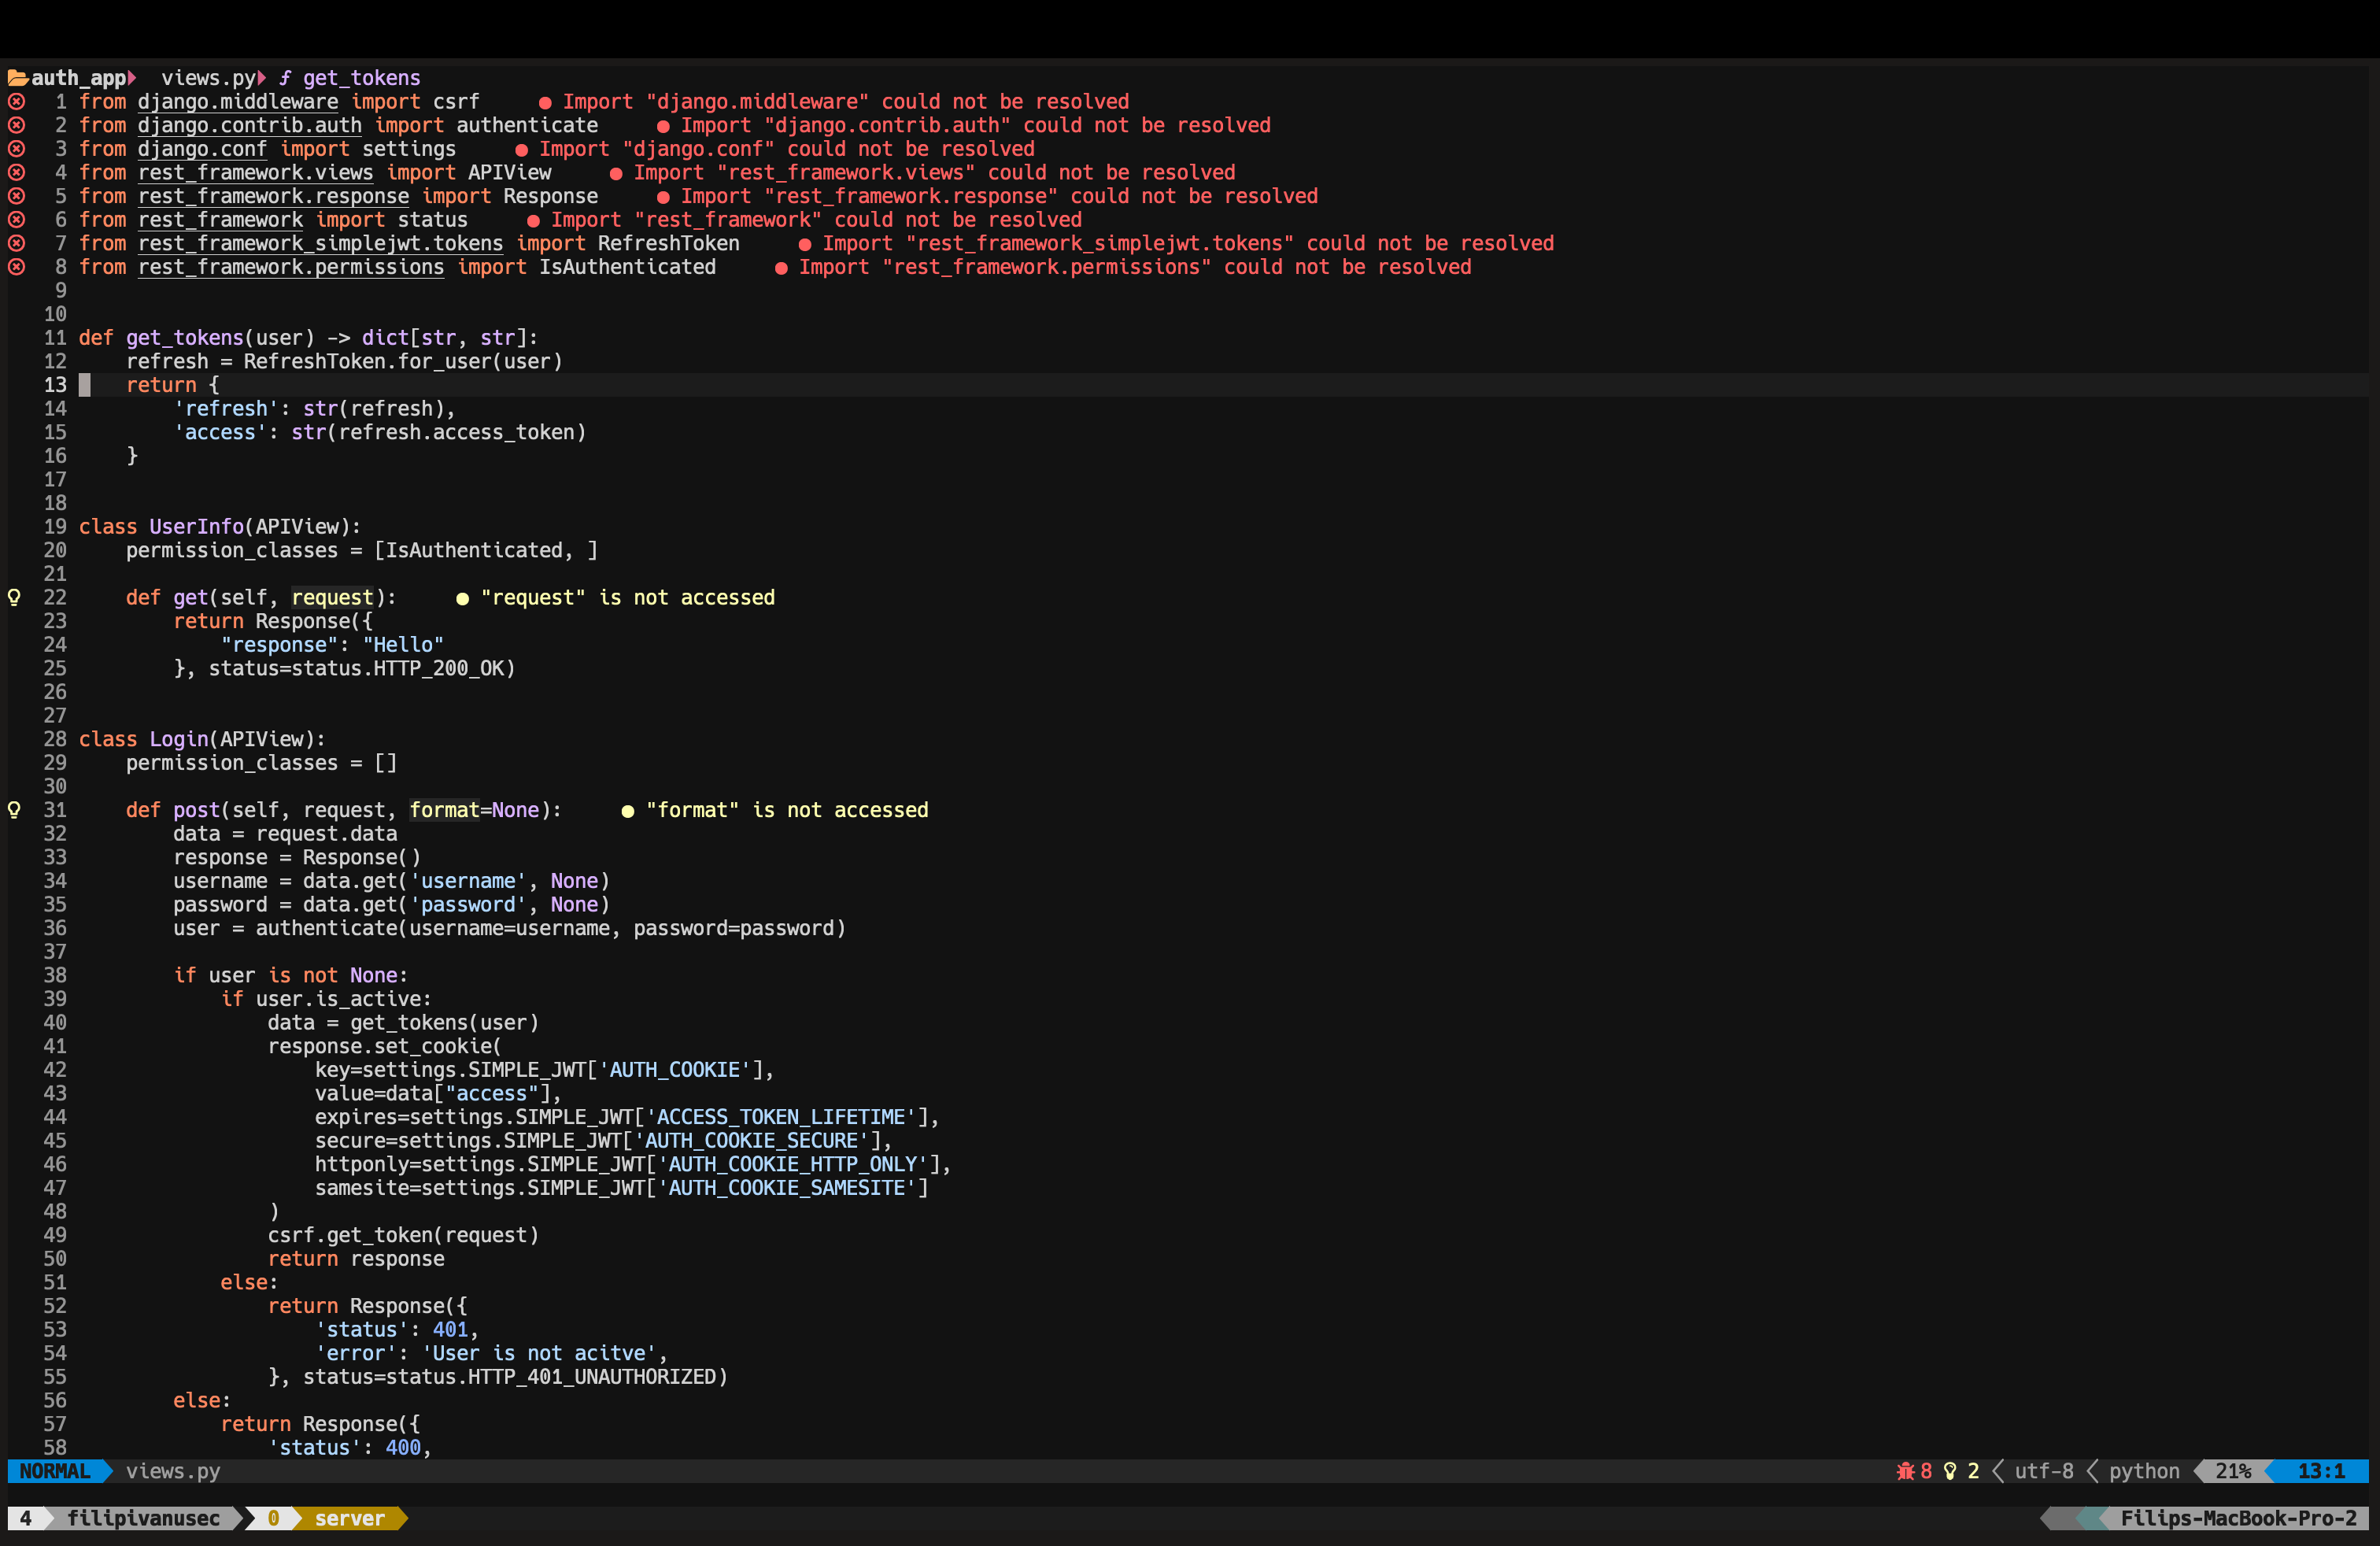 auth_app views.py ƒ get_tokens
1 from django.middleware import csrf ● Import "django.middleware" could not be resolved
2 from django.contrib.auth import authenticate ● Import "django.contrib.auth" could not be resolved
3 from django.conf import settings ● Import "django.conf" could not be resolved
4 from rest_framework.views import APIView ● Import "rest_framework.views" could not be resolved
5 from rest_framework.response import Response ● Import "rest_framework.response" could not be resolved
6 from rest_framework import status ● Import "rest_framework" could not be resolved
7 from rest_framework_simplejwt.tokens import RefreshToken ● Import "rest_framework_simplejwt.tokens" could not be resolved
8 from rest_framework.permissions import IsAuthenticated ● Import "rest_framework.permissions" could not be resolved
9
10
11 def get_tokens(user) -> dict[str, str]:
12     refresh = RefreshToken.for_user(user)
13     return {
14         'refresh': str(refresh),
15         'access': str(refresh.access_token)
16     }
17
18
19 class UserInfo(APIView):
20     permission_classes = [IsAuthenticated, ]
21
22     def get(self, request): ● "request" is not accessed
23         return Response({
24             "response": "Hello"
25         }, status=status.HTTP_200_OK)
26
27
28 class Login(APIView):
29     permission_classes = []
30
31     def post(self, request, format=None): ● "format" is not accessed
32         data = request.data
33         response = Response()
34         username = data.get('username', None)
35         password = data.get('password', None)
36         user = authenticate(username=username, password=password)
37
38         if user is not None:
39             if user.is_active:
40                 data = get_tokens(user)
41                 response.set_cookie(
42                     key=settings.SIMPLE_JWT['AUTH_COOKIE'],
43                     value=data["access"],
44                     expires=settings.SIMPLE_JWT['ACCESS_TOKEN_LIFETIME'],
45                     secure=settings.SIMPLE_JWT['AUTH_COOKIE_SECURE'],
46                     httponly=settings.SIMPLE_JWT['AUTH_COOKIE_HTTP_ONLY'],
47                     samesite=settings.SIMPLE_JWT['AUTH_COOKIE_SAMESITE']
48                 )
49                 csrf.get_token(request)
50                 return response
51             else:
52                 return Response({
53                     'status': 401,
54                     'error': 'User is not acitve',
55                 }, status=status.HTTP_401_UNAUTHORIZED)
56         else:
57             return Response({
58                 'status': 400,
NORMAL views.py 8 2 utf-8 python 21% 13:1
4 filipivanusec 0 server Filips-MacBook-Pro-2